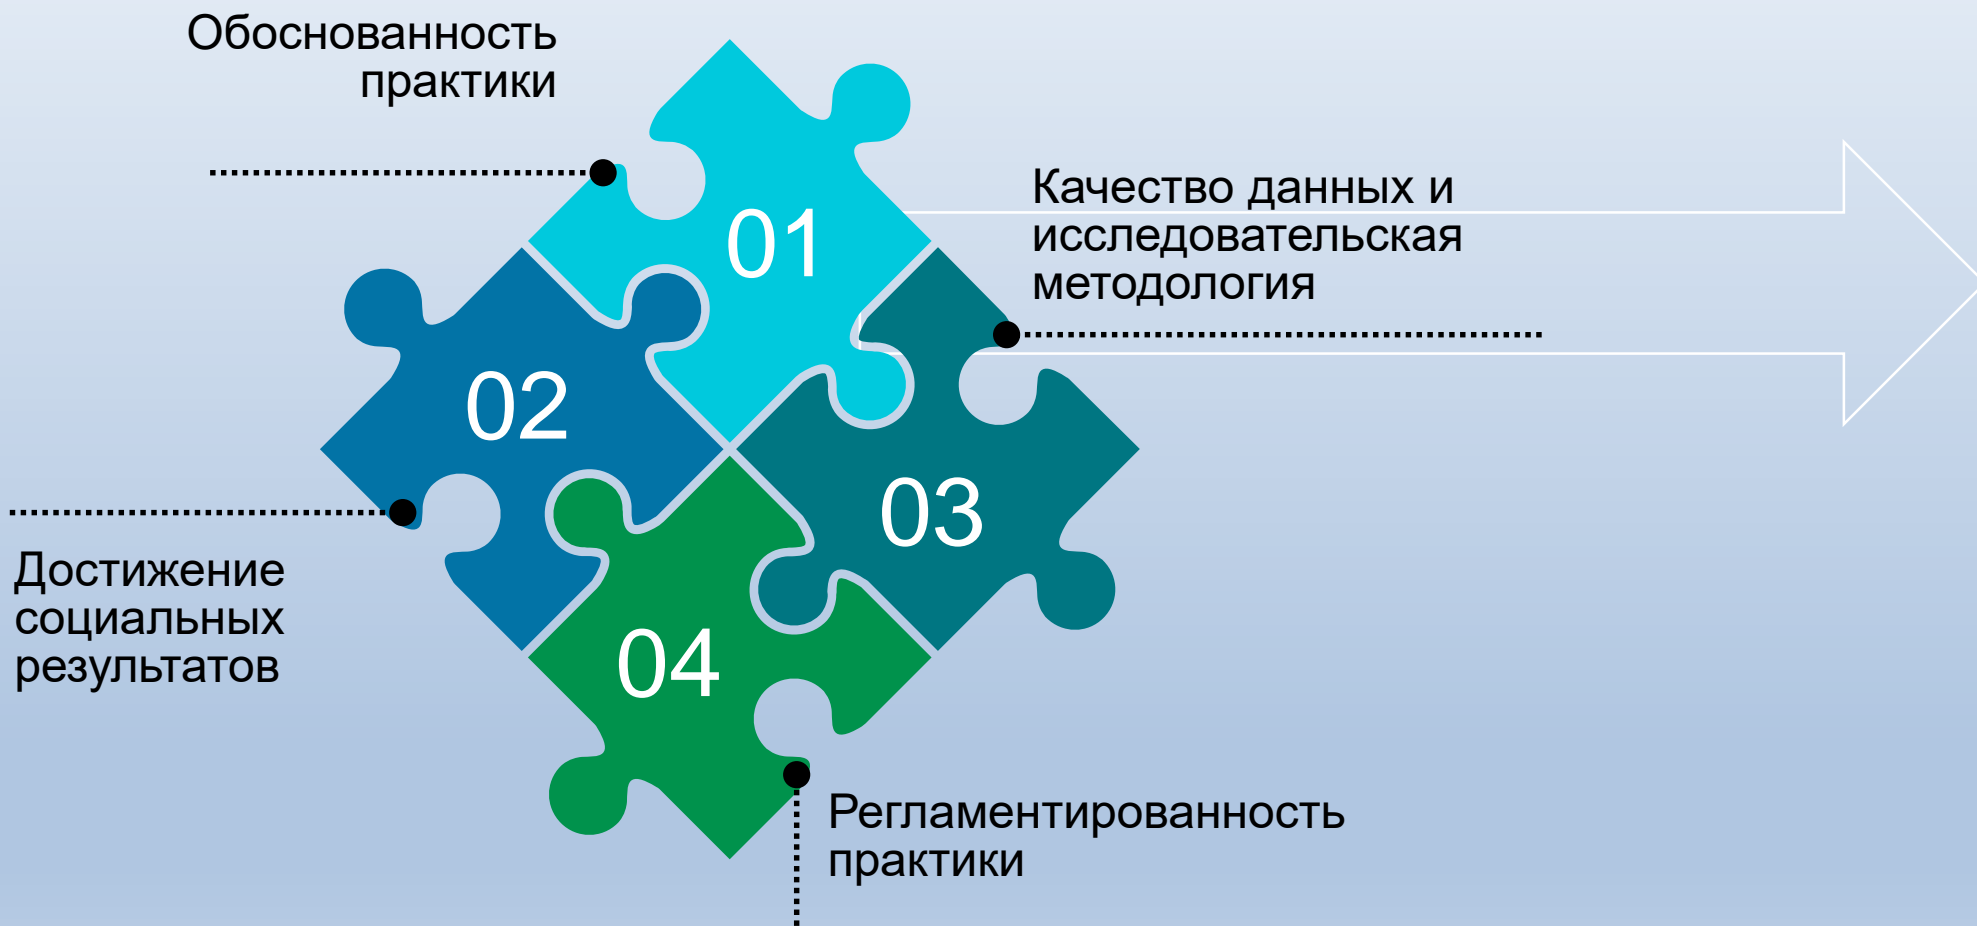 Обоснованность
практики
01
Качество данных и
исследовательская
методология
02
03
Достижение
социальных
результатов
04
Регламентированность
практики